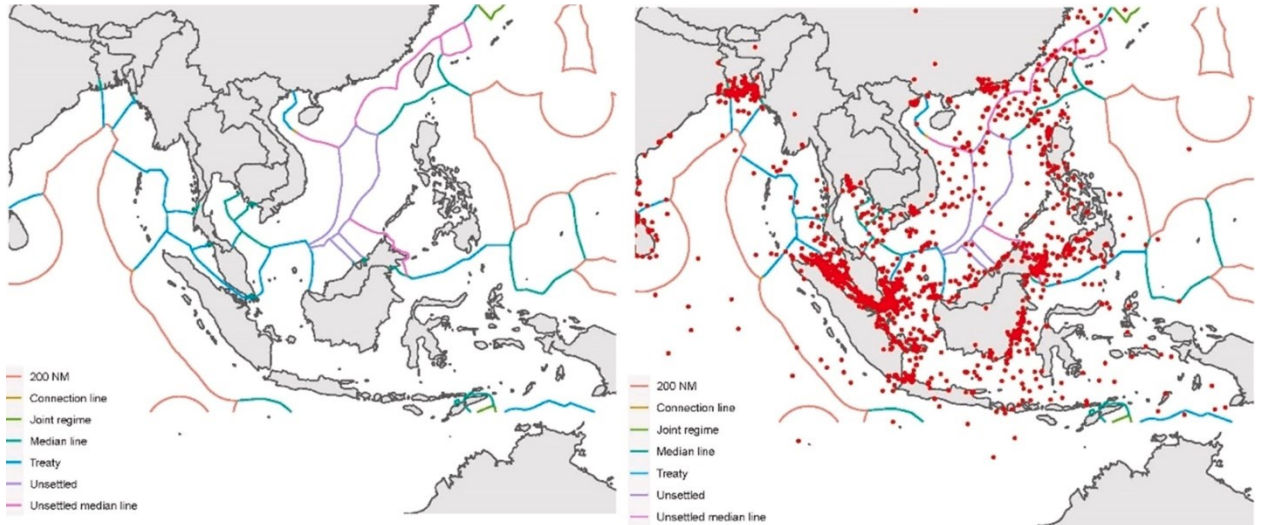 200 NM
Connection line
Joint regime
Median line
Treaty
Unsettled
Unsettled median line
200 NM
Connection line
Joint regime
Median line
Treaty
Unsettled
Unsettled median line